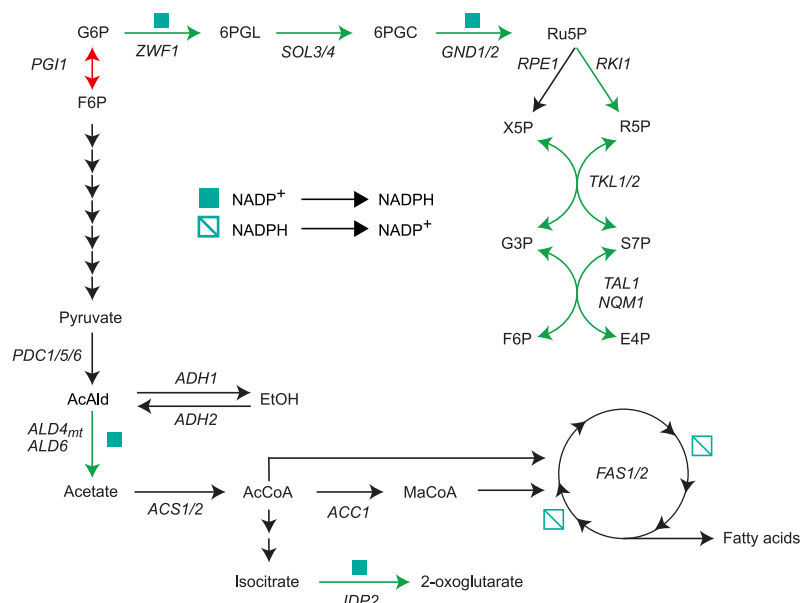 G6P
ZWF1
6PGL
SOL3/4
6PGC
GND1/2
Ru5P
PGI1
RPE1
RKI1
F6P
X5P
R5P
TKL1/2
NADP+ NADPH
NADPH NADP+
G3P
S7P
TAL1
NQM1
F6P
E4P
Pyruvate
PDC1/5/6
AcAld
ADH1
ADH2
EtOH
ALD4mt
ALD6
Acetate
ACS1/2
AcCoA
ACC1
MaCoA
FAS1/2
Fatty acids
Isocitrate
IDP2
2-oxoglutarate